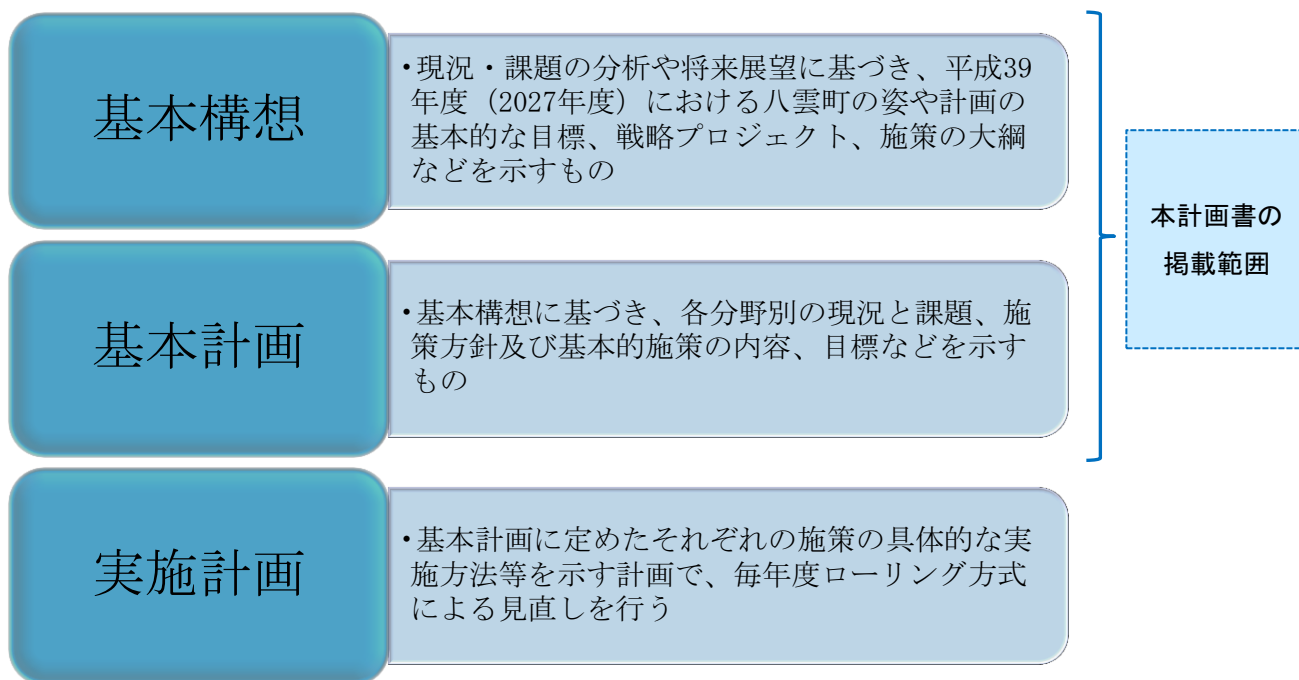 基本構想
・現況・課題の分析や将来展望に基づき、平成39
年度（2027年度）における八雲町の姿や計画の
基本的な目標、戦略プロジェクト、施策の大綱
などを示すもの
基本計画
・基本構想に基づき、各分野別の現況と課題、施
策方針及び基本的施策の内容、目標などを示す
もの
実施計画
・基本計画に定めたそれぞれの施策の具体的な実
施方法等を示す計画で、毎年度ローリング方式
による見直しを行う
本計画書の
掲載範囲